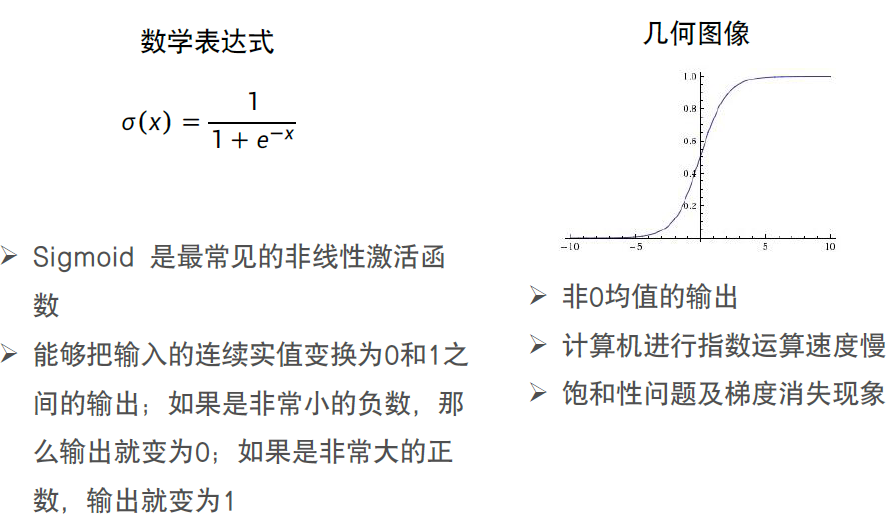 数学表达式
σ(x) = 1 / (1 + e^{-x})
➢ Sigmoid 是最常见的非线性激活函
数
➢ 能够把输入的连续实值变换为0和1之
间的输出；如果是非常小的负数，那
么输出就变为0；如果是非常大的正
数，输出就变为1
几何图像
1.0
0.8
0.6
0.4
0.2
-10 -5 5 10
➢ 非0均值的输出
➢ 计算机进行指数运算速度慢
➢ 饱和性问题及梯度消失现象